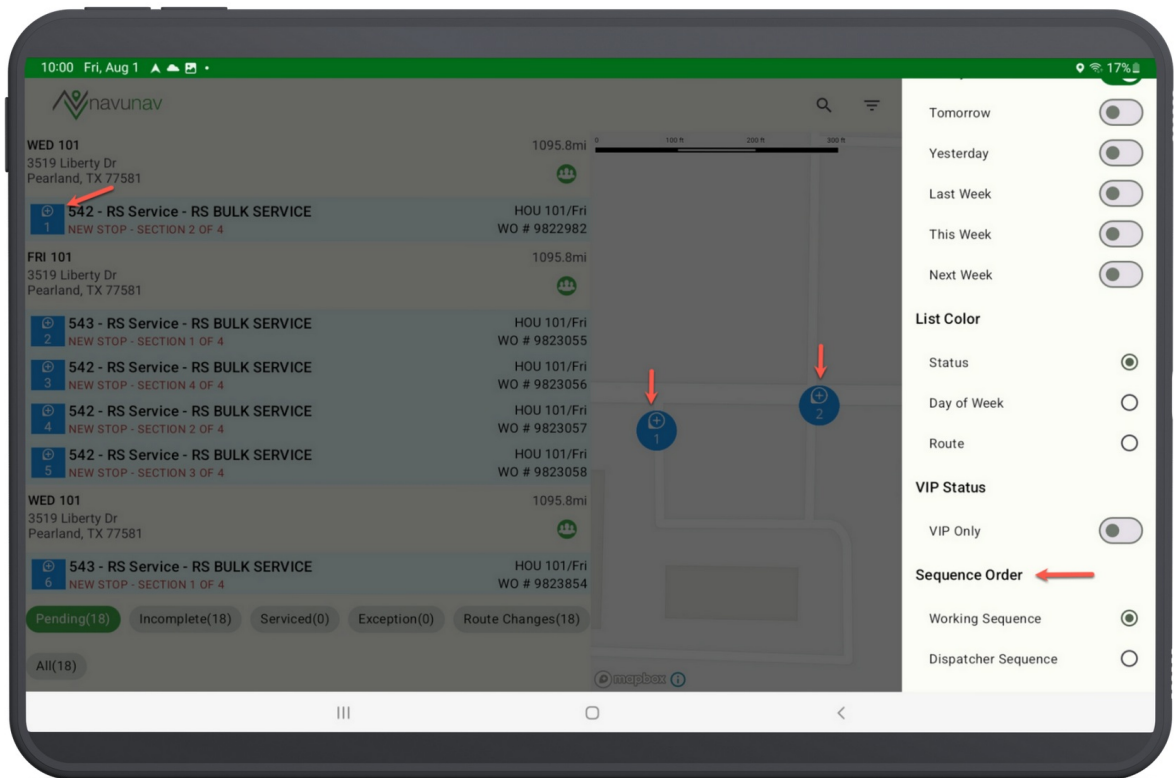 10:00 Fri, Aug 1
17%
navunav
WED 101
1095.8mi
3519 Liberty Dr
Pearland, TX 77581
1
542 - RS Service - RS BULK SERVICE
HOU 101/Fri
NEW STOP - SECTION 2 OF 4
WO # 9822982
FRI 101
1095.8mi
3519 Liberty Dr
Pearland, TX 77581
2
543 - RS Service - RS BULK SERVICE
HOU 101/Fri
NEW STOP - SECTION 1 OF 4
WO # 9823055
3
542 - RS Service - RS BULK SERVICE
HOU 101/Fri
NEW STOP - SECTION 4 OF 4
WO # 9823056
4
542 - RS Service - RS BULK SERVICE
HOU 101/Fri
NEW STOP - SECTION 2 OF 4
WO # 9823057
5
542 - RS Service - RS BULK SERVICE
HOU 101/Fri
NEW STOP - SECTION 3 OF 4
WO # 9823058
WED 101
1095.8mi
3519 Liberty Dr
Pearland, TX 77581
6
543 - RS Service - RS BULK SERVICE
HOU 101/Fri
NEW STOP - SECTION 1 OF 4
WO # 9823854
Pending(18) Incomplete(18) Serviced(0) Exception(0) Route Changes(18)
All(18)
0 100 ft 200 ft 300 ft
1
2
mapbox
Tomorrow
Yesterday
Last Week
This Week
Next Week
List Color
Status
Day of Week
Route
VIP Status
VIP Only
Sequence Order
Working Sequence
Dispatcher Sequence